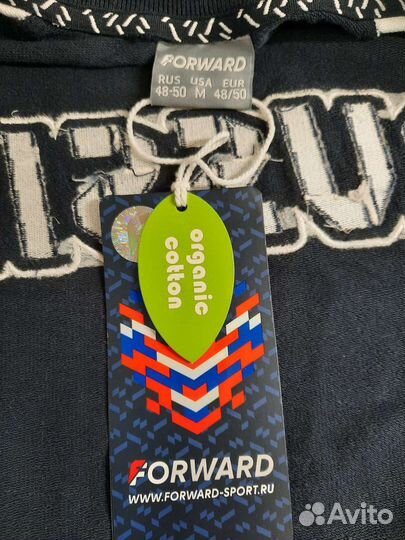 FORWARD
RUS USA EUR
48-50 M 48/50
organic
cotton
FORWARD
WWW.FORWARD-SPORT.RU
Avito